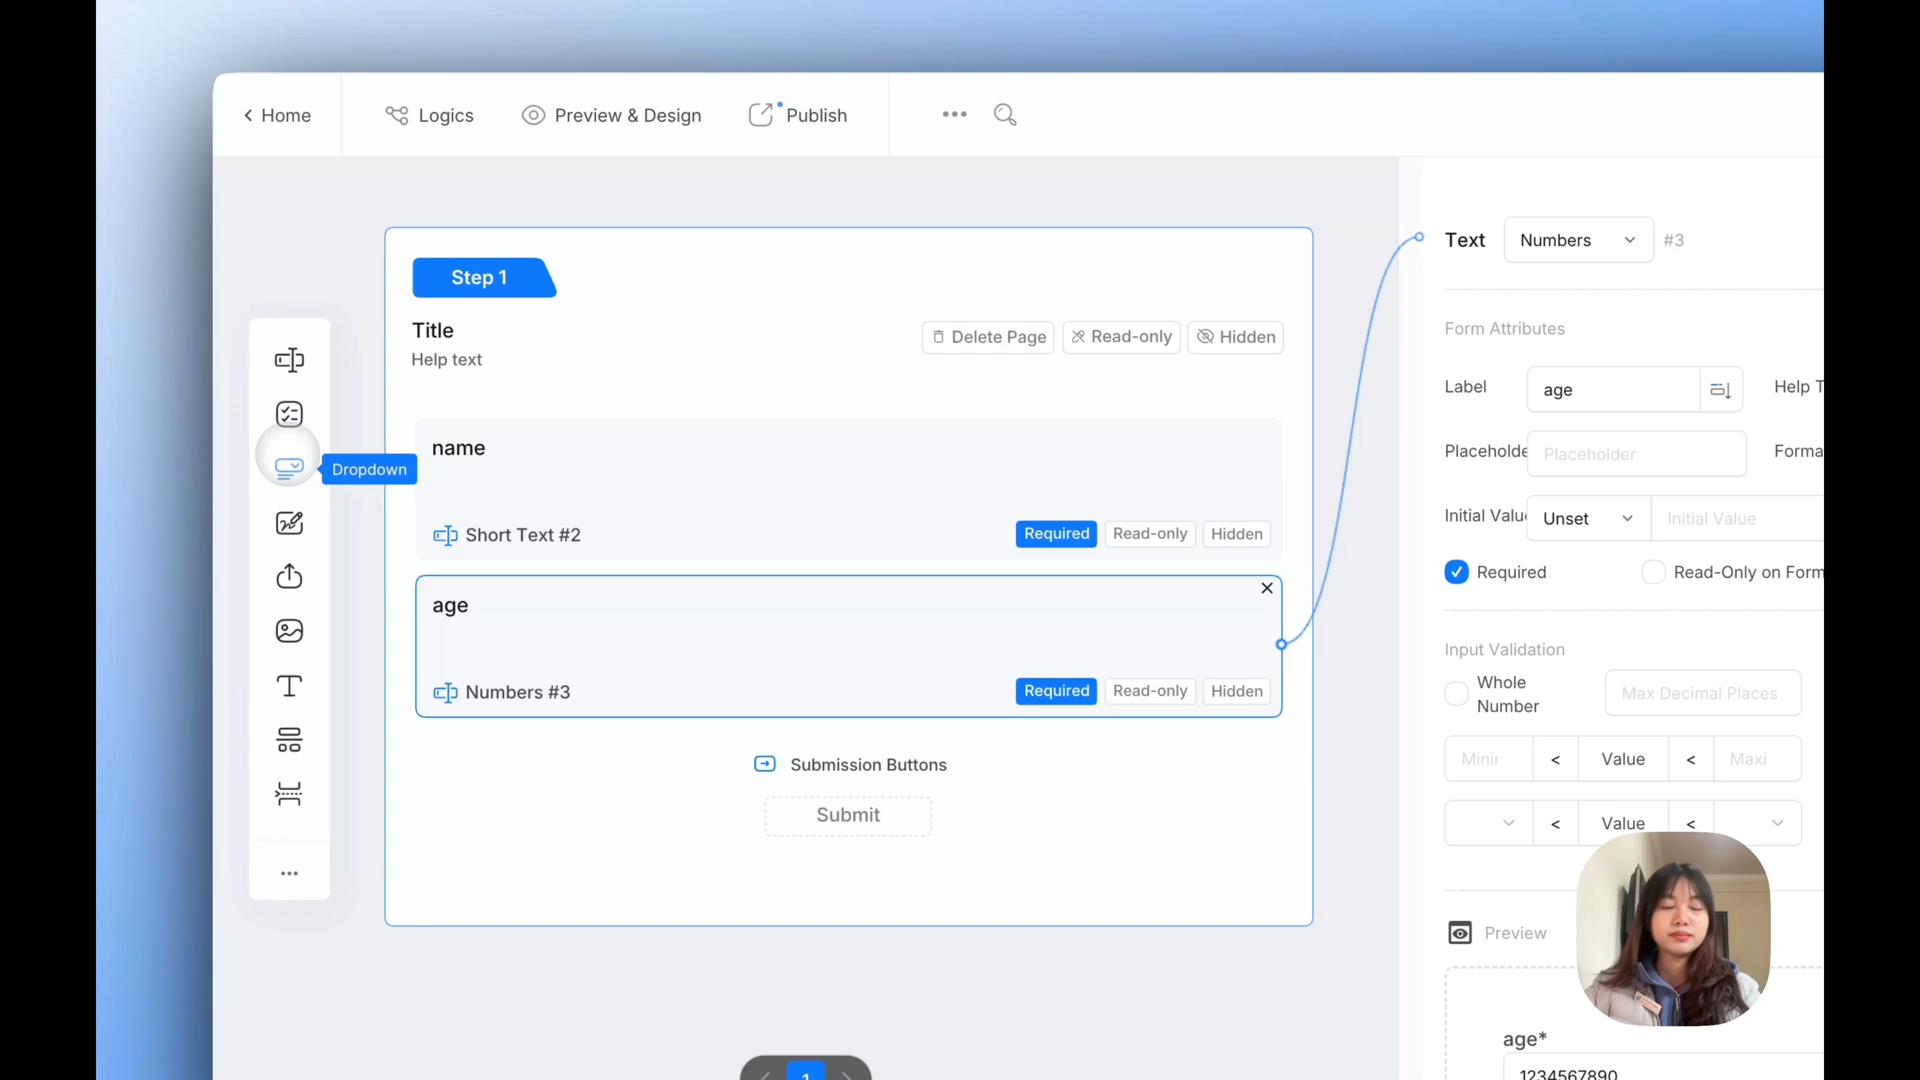 Home
Logics
Preview & Design
Publish
Step 1
Title
Help text
Delete Page
Read-only
Hidden
Dropdown
name
Short Text #2
Required
Read-only
Hidden
age
Numbers #3
Required
Read-only
Hidden
Submission Buttons
Submit
1
Text
Numbers
#3
Form Attributes
Label
age
Help T
Placeholde
Placeholder
Forma
Initial Valu
Unset
Initial Value
Required
Read-Only on Form
Input Validation
Whole
Number
Max Decimal Places
Mini
<
Value
<
Maxi
<
Value
<
Preview
age*
1234567890